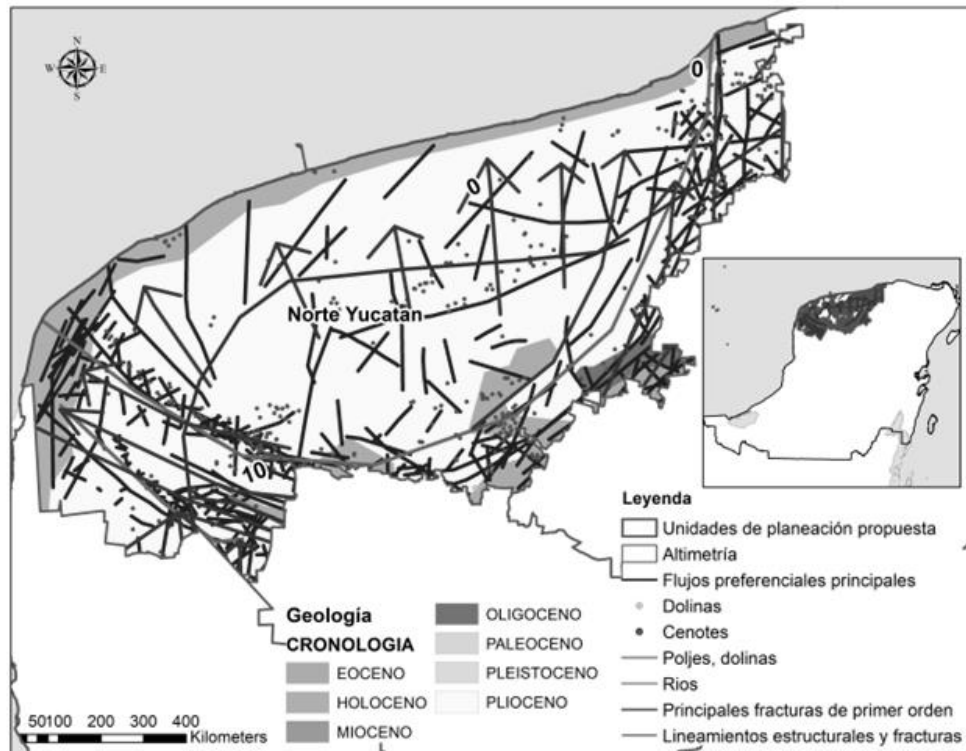 N
W E
S
0
0
Norte Yucatán
10
Leyenda
Unidades de planeación propuesta
Altimetría
Flujos preferenciales principales
Dolinas
Cenotes
Poljes, dolinas
Rios
Principales fracturas de primer orden
Lineamientos estructurales y fracturas
Geología
CRONOLOGIA
EOCENO
HOLOCENO
MIOCENO
OLIGOCENO
PALEOCENO
PLEISTOCENO
PLIOCENO
0 50100 200 300 400
Kilometers